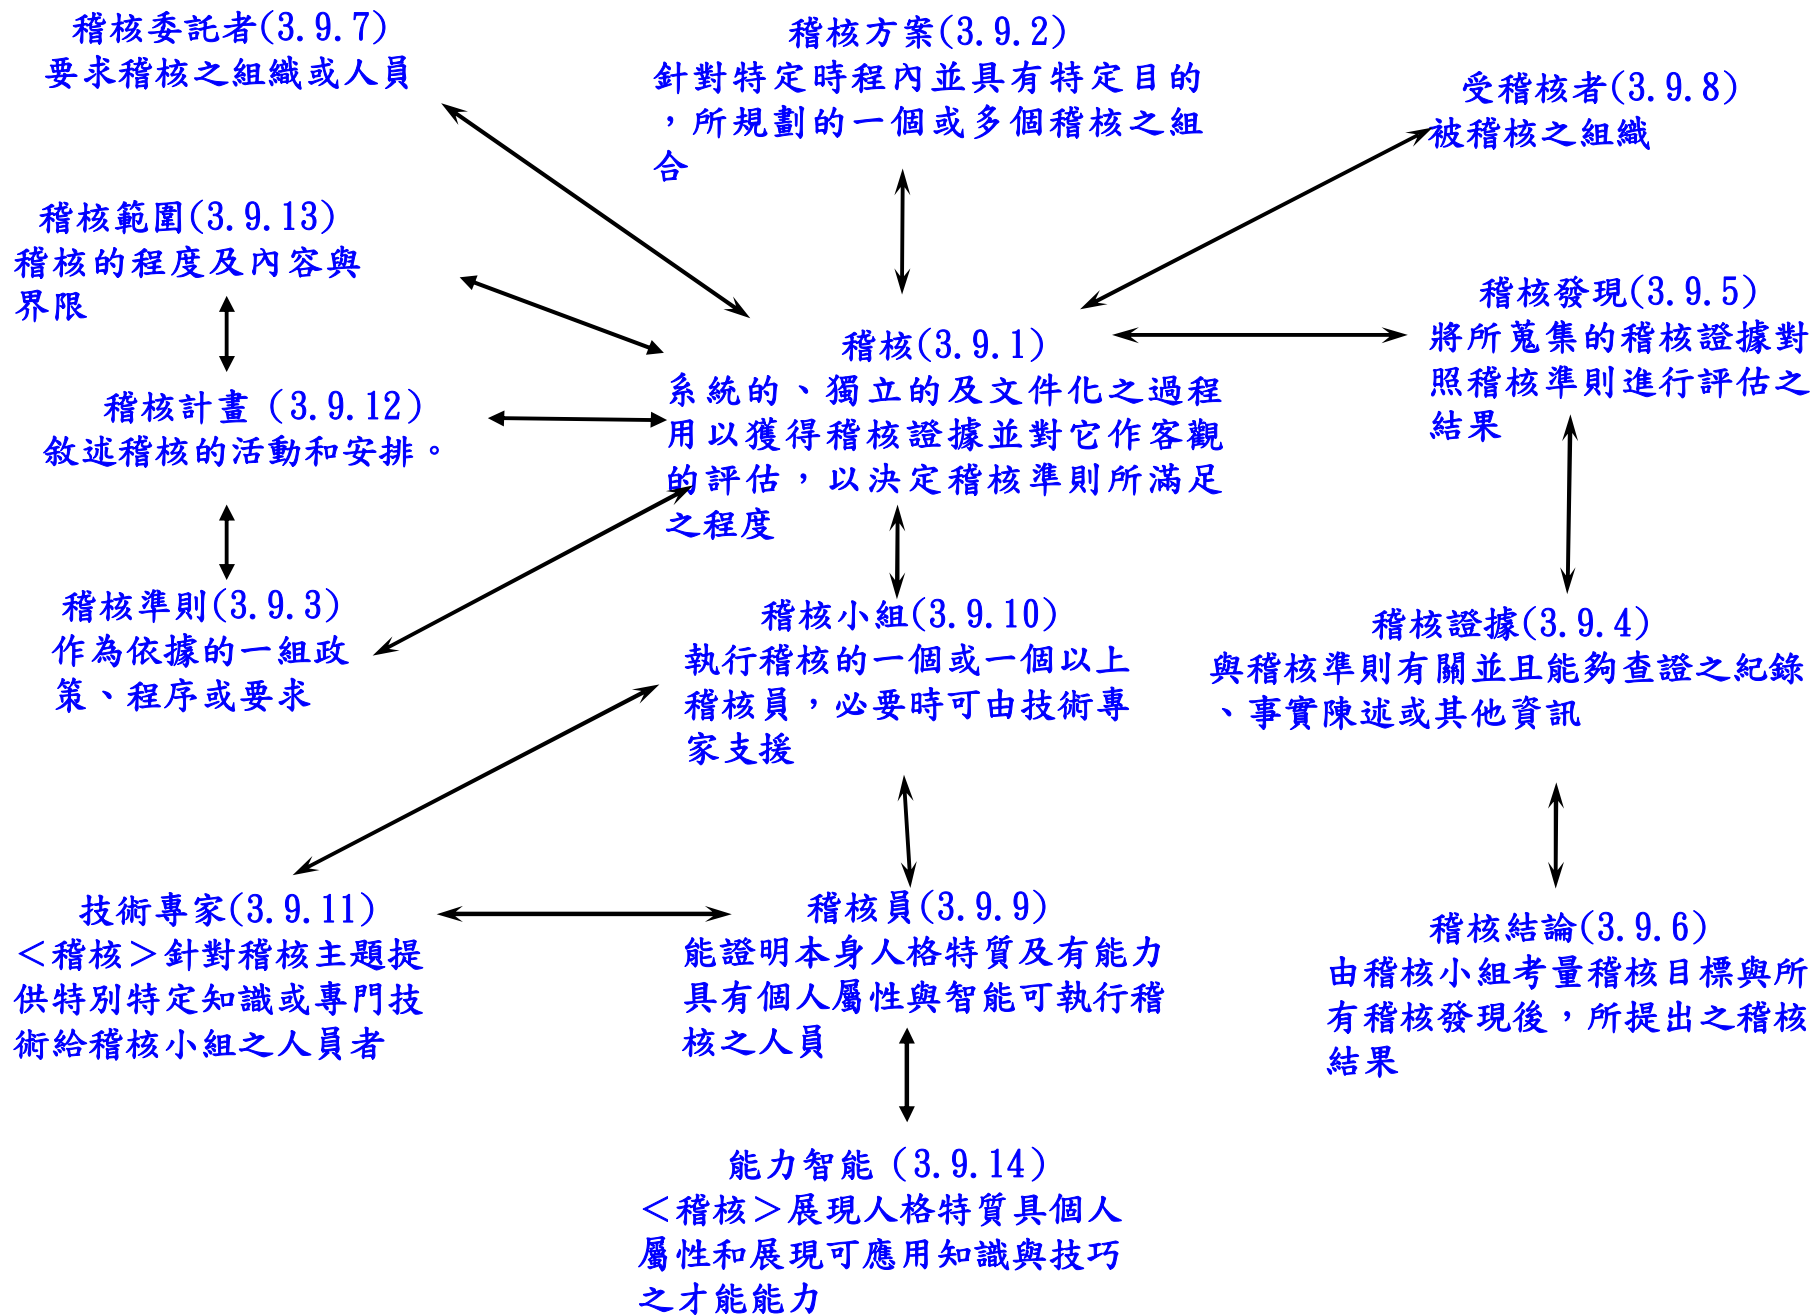 稽核委託者(3.9.7)
要求稽核之組織或人員
稽核方案(3.9.2)
針對特定時程內並具有特定目的
，所規劃的一個或多個稽核之組
合
受稽核者(3.9.8)
被稽核之組織
稽核範圍(3.9.13)
稽核的程度及內容與
界限
稽核發現(3.9.5)
將所蒐集的稽核證據對
照稽核準則進行評估之
結果
稽核(3.9.1)
系統的、獨立的及文件化之過程
用以獲得稽核證據並對它作客觀
的評估，以決定稽核準則所滿足
之程度
稽核計畫（3.9.12）
敘述稽核的活動和安排。
稽核準則(3.9.3)
作為依據的一組政
策、程序或要求
稽核小組(3.9.10)
執行稽核的一個或一個以上
稽核員，必要時可由技術專
家支援
稽核證據(3.9.4)
與稽核準則有關並且能夠查證之紀錄
、事實陳述或其他資訊
技術專家(3.9.11)
＜稽核＞針對稽核主題提
供特別特定知識或專門技
術給稽核小組之人員者
稽核員(3.9.9)
能證明本身人格特質及有能力
具有個人屬性與智能可執行稽
核之人員
稽核結論(3.9.6)
由稽核小組考量稽核目標與所
有稽核發現後，所提出之稽核
結果
能力智能（3.9.14）
＜稽核＞展現人格特質具個人
屬性和展現可應用知識與技巧
之才能能力